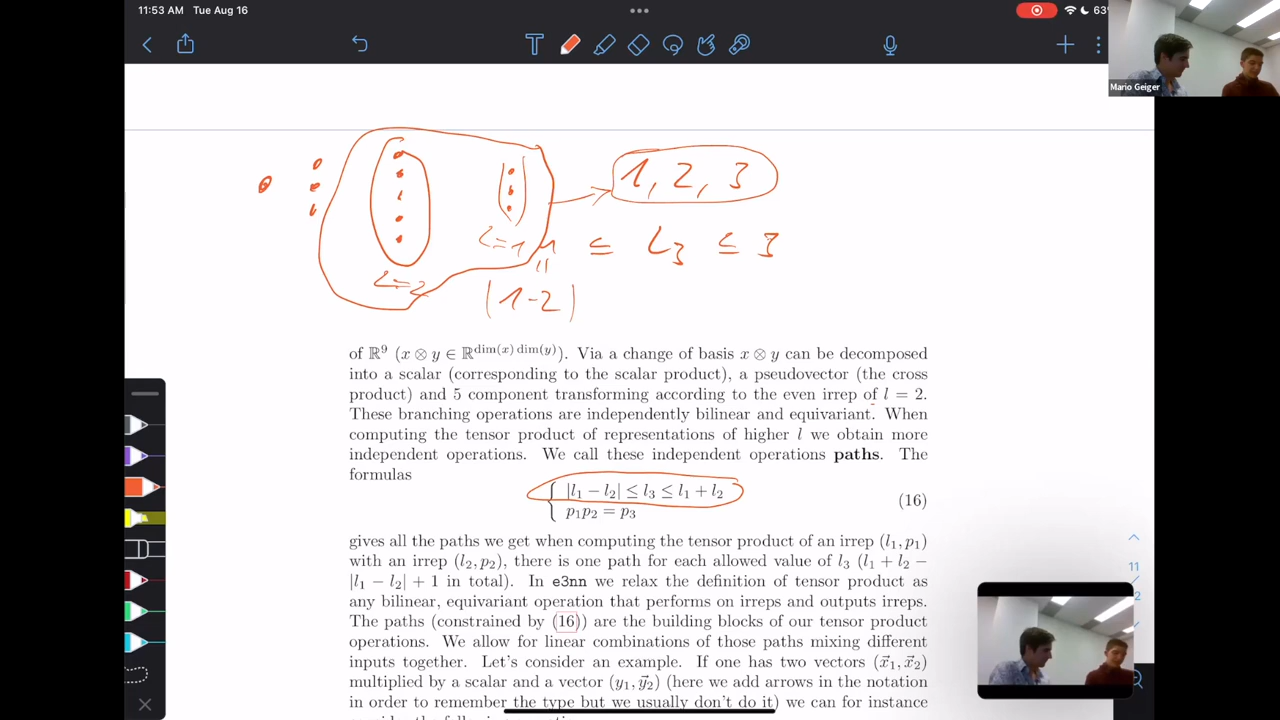 11:53 AM Tue Aug 16
63
T
Mario Geiger
1, 2, 3
l=1 1 ≤ l3 ≤ 3
l=2 ||
|1-2|
of ℝ⁹ (x ⊗ y ∈ ℝ^{dim(x) dim(y)}). Via a change of basis x ⊗ y can be decomposed
into a scalar (corresponding to the scalar product), a pseudovector (the cross
product) and 5 component transforming according to the even irrep of l = 2.
These branching operations are independently bilinear and equivariant. When
computing the tensor product of representations of higher l we obtain more
independent operations. We call these independent operations paths. The
formulas
{ |l₁ − l₂| ≤ l₃ ≤ l₁ + l₂
p₁p₂ = p₃ (16)
gives all the paths we get when computing the tensor product of an irrep (l₁, p₁)
with an irrep (l₂, p₂), there is one path for each allowed value of l₃ (l₁ + l₂ −
|l₁ − l₂| + 1 in total). In e3nn we relax the definition of tensor product as
any bilinear, equivariant operation that performs on irreps and outputs irreps.
The paths (constrained by (16)) are the building blocks of our tensor product
operations. We allow for linear combinations of those paths mixing different
inputs together. Let's consider an example. If one has two vectors (x⃗₁, x⃗₂)
multiplied by a scalar and a vector (y₁, y⃗₂) (here we add arrows in the notation
in order to remember the type but we usually don't do it) we can for instance
11
2